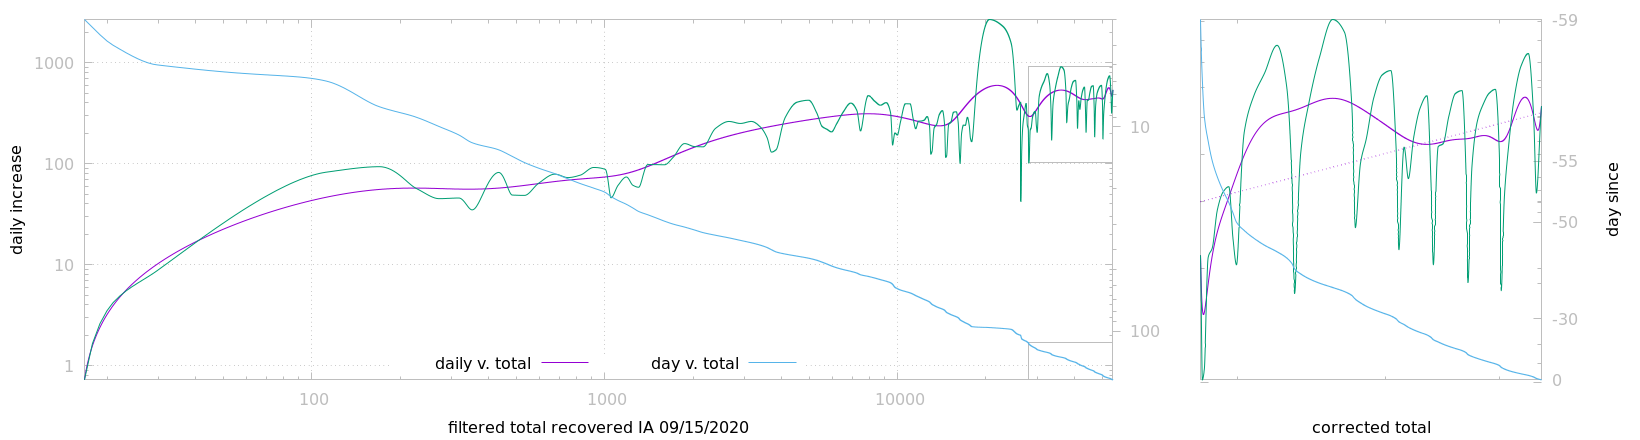 daily increase
1000
100
10
1
10
100
daily v. total
day v. total
100
1000
10000
filtered total recovered IA 09/15/2020
-59
-55
-50
-30
0
day since
corrected total